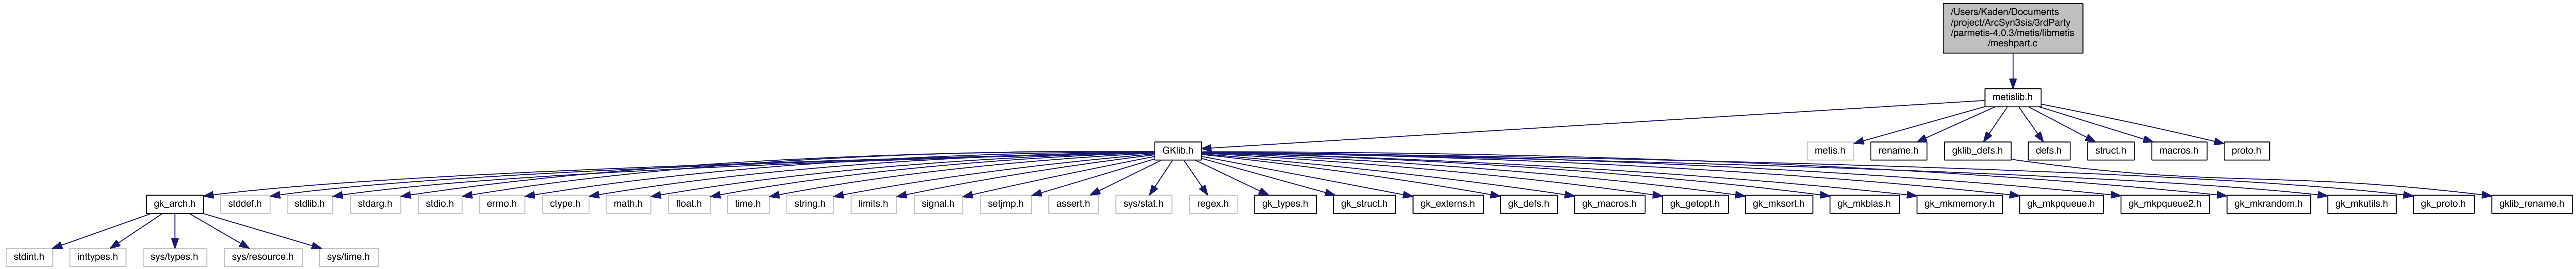 /Users/Kaden/Documents
/project/ArcSyn3sis/3rdParty
/parmetis-4.0.3/metis/libmetis
/meshpart.c
metislib.h
GKlib.h
metis.h
rename.h
gklib_defs.h
defs.h
struct.h
macros.h
proto.h
gk_arch.h
stddef.h
stdlib.h
stdarg.h
stdio.h
errno.h
ctype.h
math.h
float.h
time.h
string.h
limits.h
signal.h
setjmp.h
assert.h
sys/stat.h
regex.h
gk_types.h
gk_struct.h
gk_externs.h
gk_defs.h
gk_macros.h
gk_getopt.h
gk_mksort.h
gk_mkblas.h
gk_mkmemory.h
gk_mkpqueue.h
gk_mkpqueue2.h
gk_mkrandom.h
gk_mkutils.h
gk_proto.h
gklib_rename.h
stdint.h
inttypes.h
sys/types.h
sys/resource.h
sys/time.h